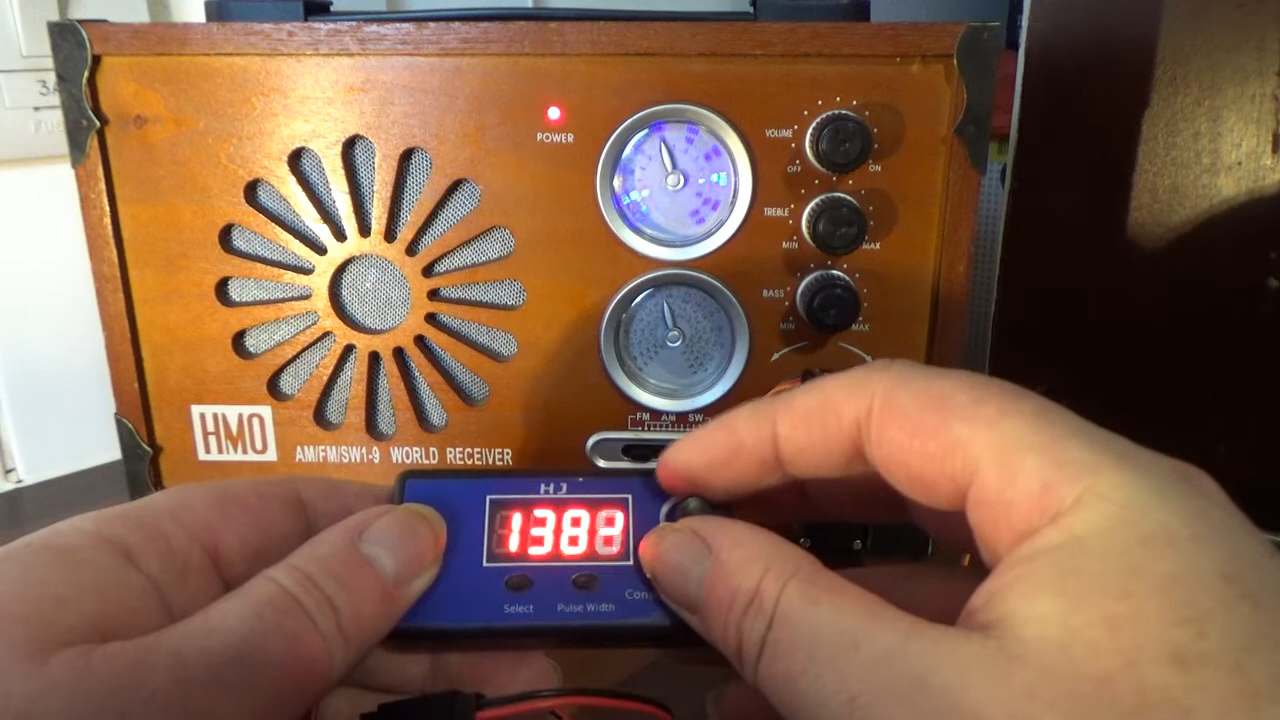 POWER
VOLUME
OFF
ON
TREBLE
MIN
MAX
BASS
MIN
MAX
FM AM SW
HMO
AM/FM/SW1-9 WORLD RECEIVER
HJ
Select
Pulse Width